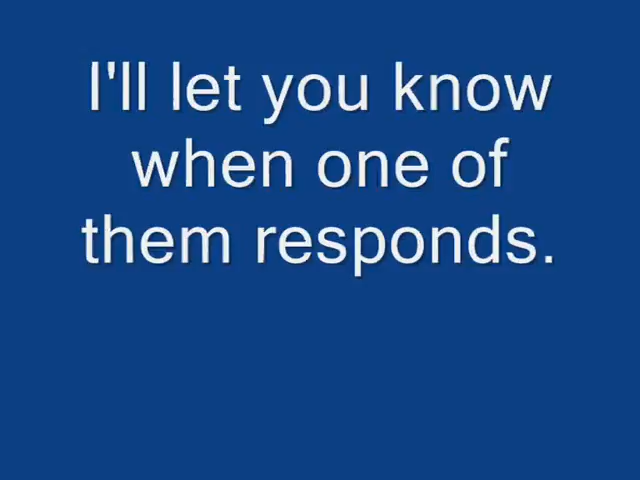 I'll let you know
when one of
them responds.